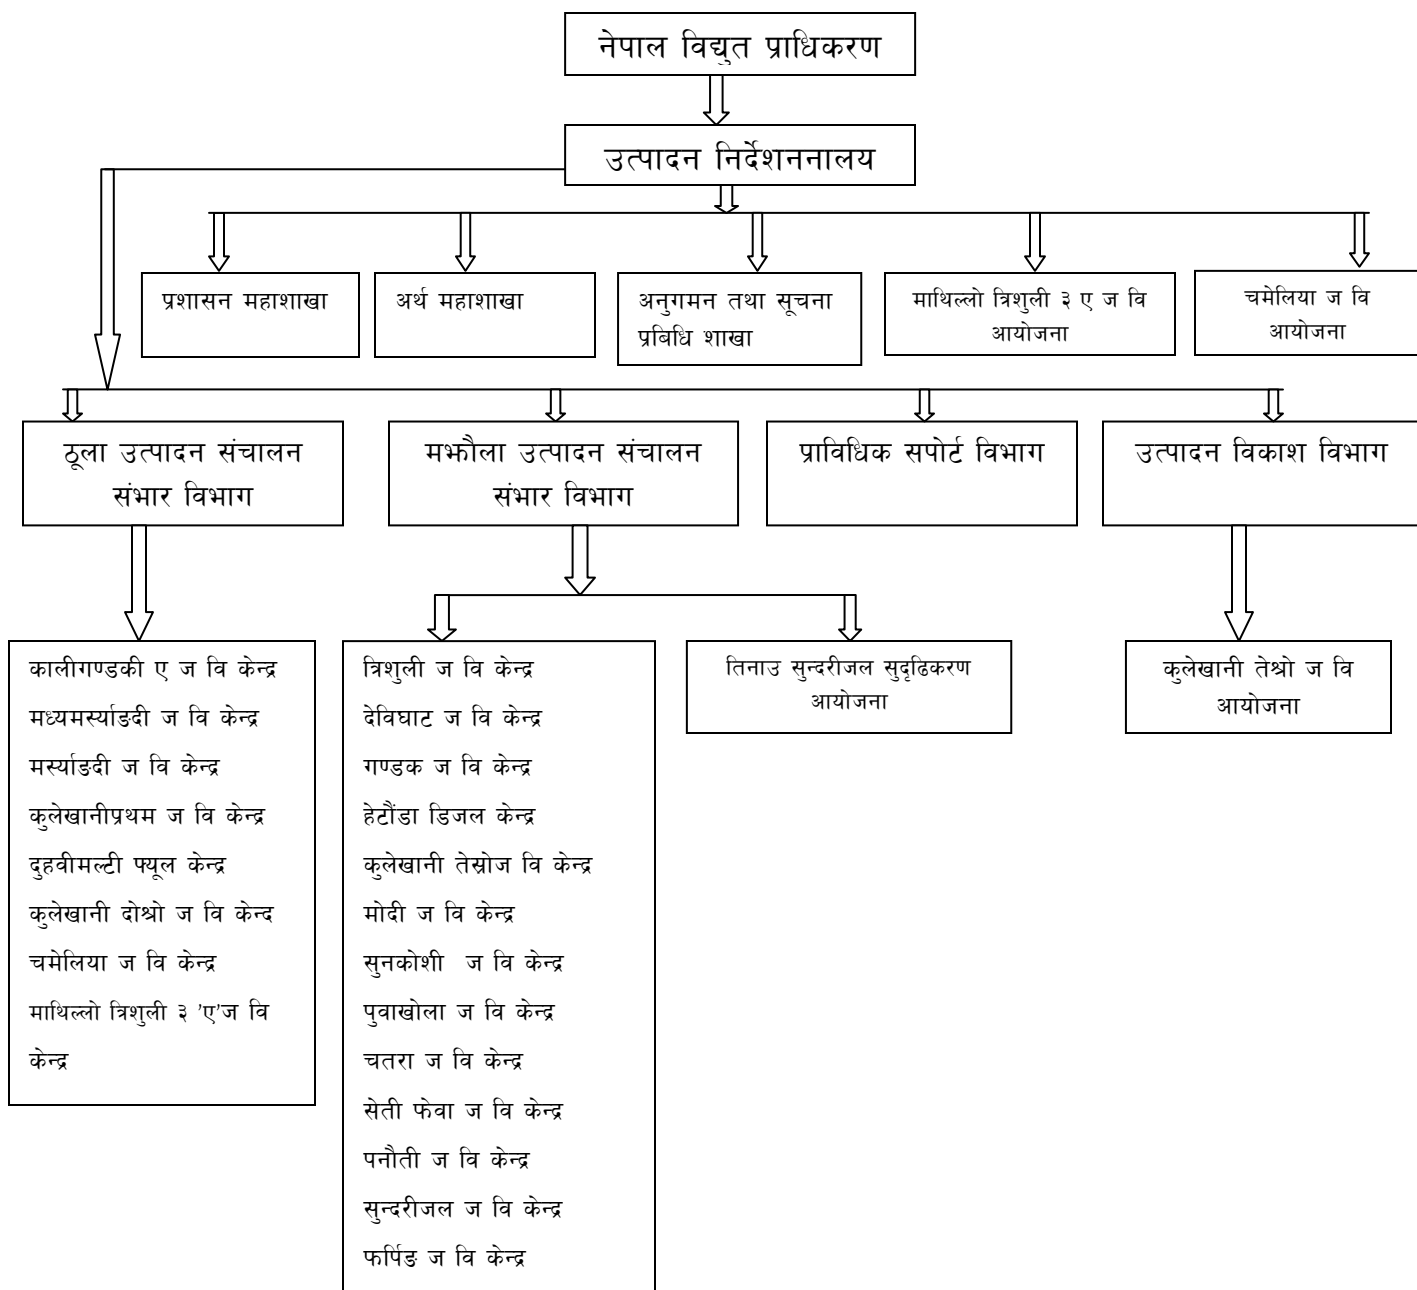 नेपाल विद्युत प्राधिकरण
उत्पादन निर्देशननालय
प्रशासन महाशाखा
अर्थ महाशाखा
अनुगमन तथा सूचना
प्रबिधि शाखा
माथिल्लो त्रिशुली ३ ए ज वि
आयोजना
चमेलिया ज वि
आयोजना
ठूला उत्पादन संचालन
संभार विभाग
मझौला उत्पादन संचालन
संभार विभाग
प्राविधिक सपोर्ट विभाग
उत्पादन विकाश विभाग
कालीगण्डकी ए ज वि केन्द्र
मध्यमर्स्याङदी ज वि केन्द्र
मर्स्याङदी ज वि केन्द्र
कुलेखानीप्रथम ज वि केन्द्र
दुहवीमल्टी फ्यूल केन्द्र
कुलेखानी दोश्रो ज वि केन्द
चमेलिया ज वि केन्द्र
माथिल्लो त्रिशुली ३ 'ए'ज वि
केन्द्र
त्रिशुली ज वि केन्द्र
देविघाट ज वि केन्द्र
गण्डक ज वि केन्द्र
हेटौंडा डिजल केन्द्र
कुलेखानी तेस्रोज वि केन्द्र
मोदी ज वि केन्द्र
सुनकोशी ज वि केन्द्र
पुवाखोला ज वि केन्द्र
चतरा ज वि केन्द्र
सेती फेवा ज वि केन्द्र
पनौती ज वि केन्द्र
सुन्दरीजल ज वि केन्द्र
फर्पिङ ज वि केन्द्र
तिनाउ सुन्दरीजल सुदृढिकरण
आयोजना
कुलेखानी तेश्रो ज वि
आयोजना